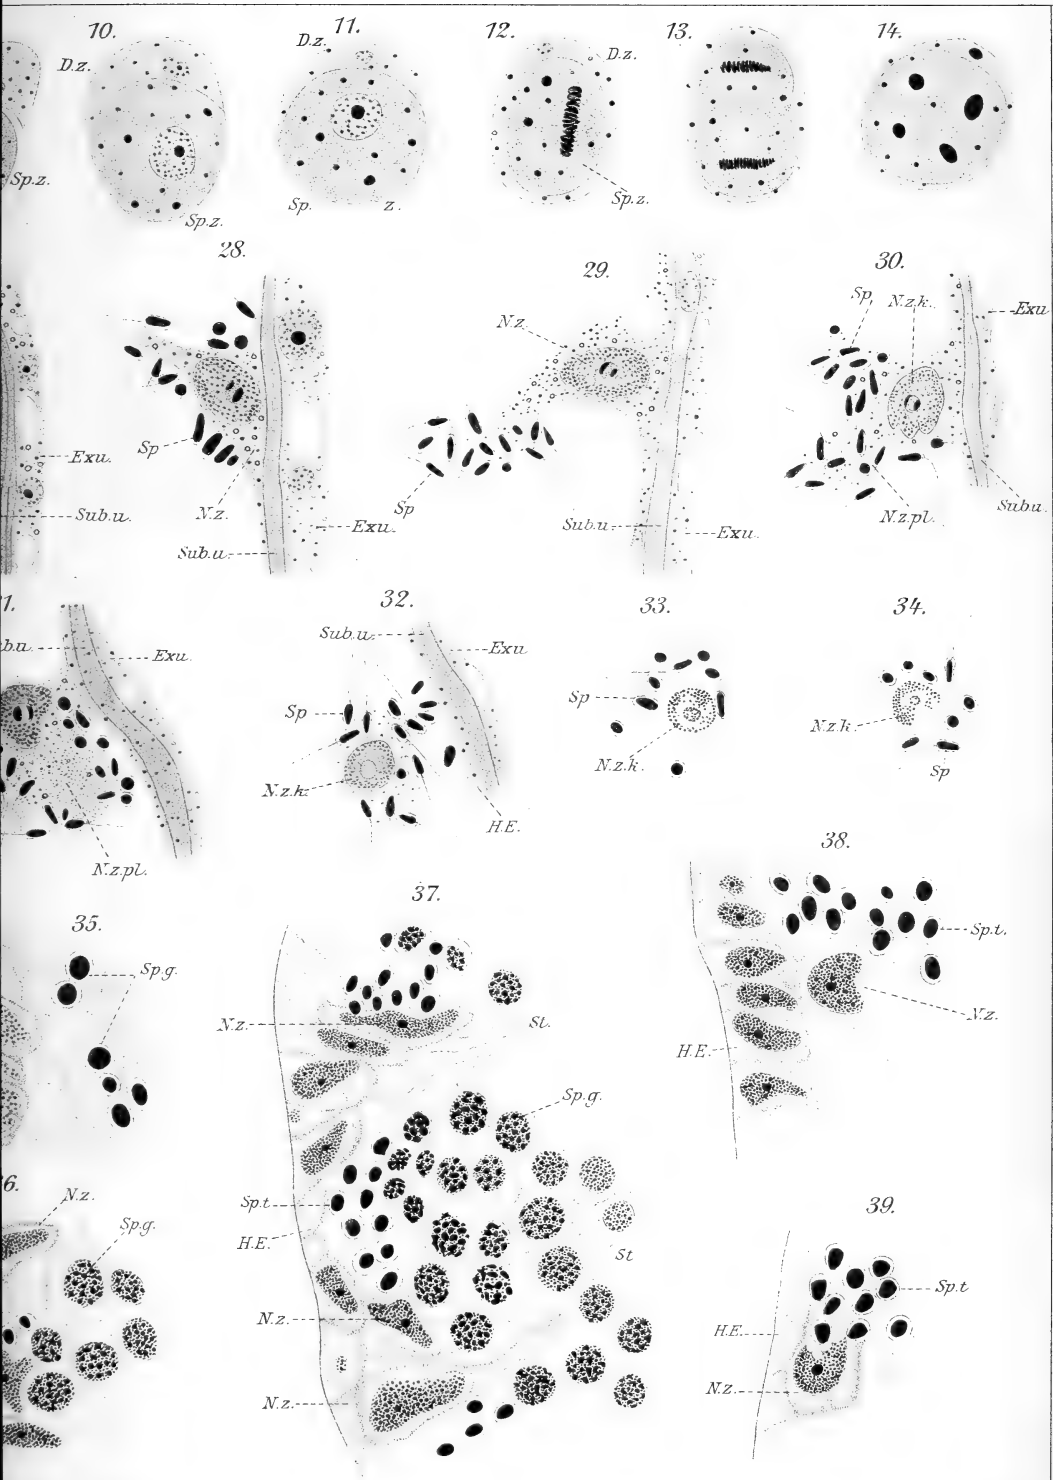 10.
11.
12.
13.
14.
D.z.
D.z.
D.z.
Sp.z.
Sp.z.
Sp. z.
Sp.z.
28.
29.
30.
Sp.
N.z.k.
Exu
N.z.
Sp
Exu.
Sub.u.
N.z.
Exu.
Sub.u.
Sp
Sub.u.
Exu.
N.z.pl.
Sub.u
1.
32.
33.
34.
b.u.
Exu.
Sub.u.
Exu
Sp
Sp
N.z.k.
N.z.k.
N.z.k.
Sp
H.E.
N.z.pl.
35.
37.
38.
Sp.g.
Sp.t.
N.z.
St.
N.z.
H.E.
Sp.g.
36.
N.z.
Sp.g.
Sp.t.
H.E.
St
39.
Sp.t
H.E.
N.z.
N.z.
N.z.